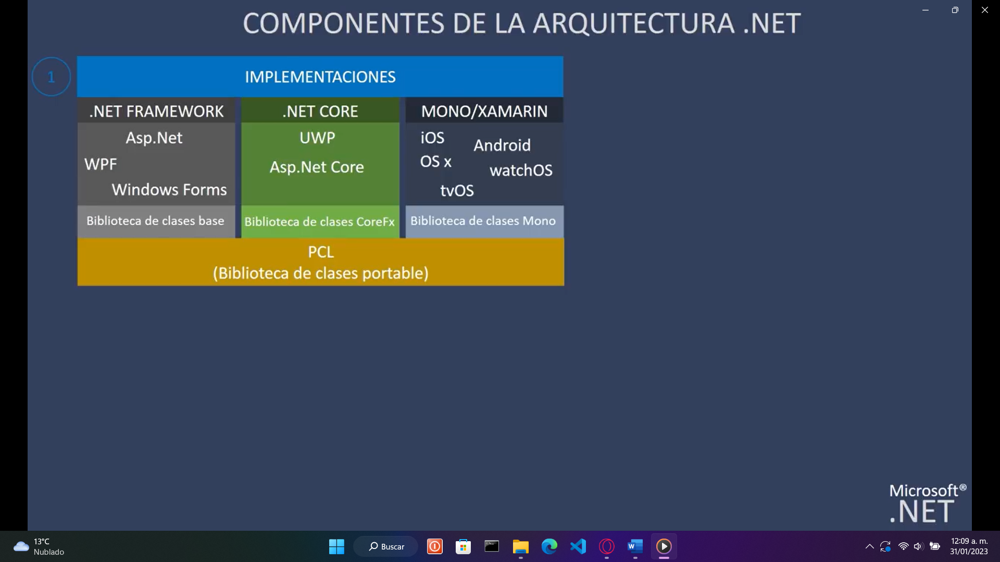 COMPONENTES DE LA ARQUITECTURA .NET
1
IMPLEMENTACIONES
.NET FRAMEWORK
Asp.Net
WPF
Windows Forms
Biblioteca de clases base
.NET CORE
UWP
Asp.Net Core
Biblioteca de clases CoreFx
MONO/XAMARIN
iOS
Android
OS x
watchOS
tvOS
Biblioteca de clases Mono
PCL
(Biblioteca de clases portable)
Microsoft®
.NET
13°C
Nublado
Buscar
12:09 a. m.
31/01/2023